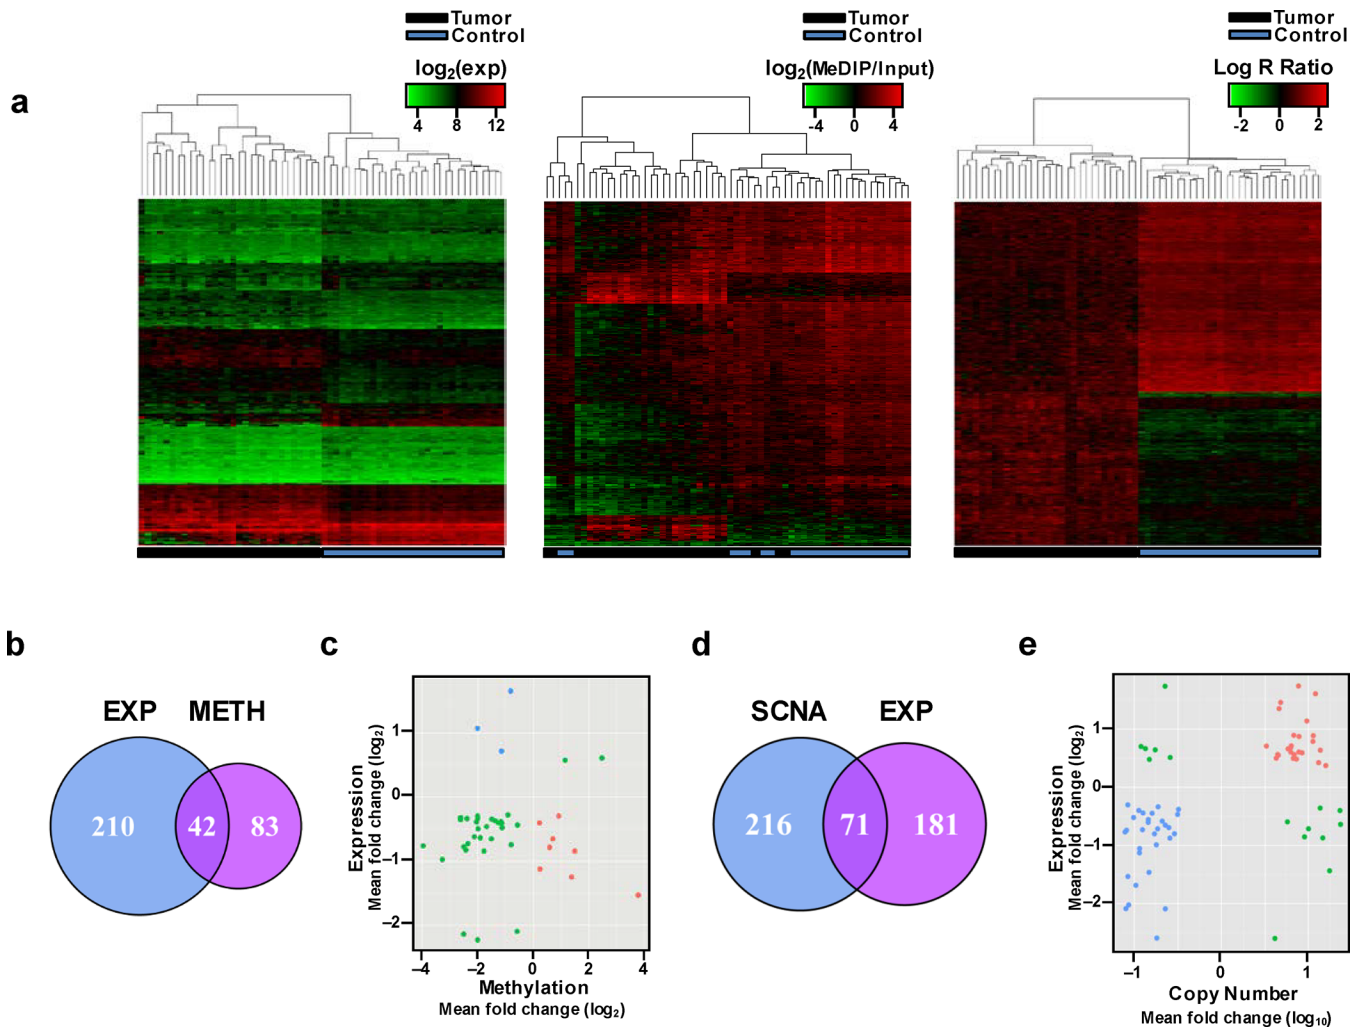 Tumor
Control
log2(exp)
4 8 12
Tumor
Control
log2(MeDIP/Input)
-4 0 4
Tumor
Control
Log R Ratio
-2 0 2
a
b
EXP METH
210 42 83
c
Expression
Mean fold change (log2)
1
0
–1
–2
–4 –2 0 2 4
Methylation
Mean fold change (log2)
d
SCNA EXP
216 71 181
e
Expression
Mean fold change (log2)
1
0
–1
–2
–1 0 1
Copy Number
Mean fold change (log10)